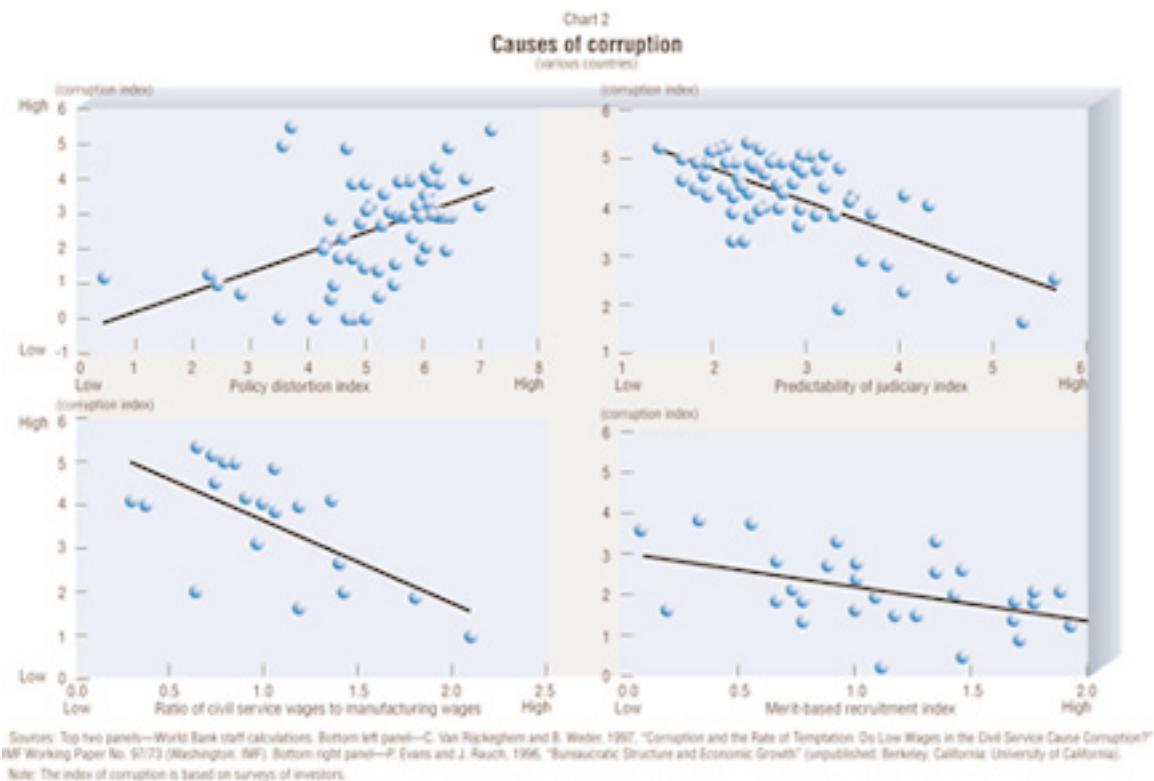 Chart 2
Causes of corruption
(various countries)
(corruption index)
High 6
5
4
3
2
1
0
Low -1
0 1 2 3 4 5 6 7 8
Low Policy distortion index High
(corruption index)
6
5
4
3
2
1
1 2 3 4 5 6
Low Predictability of judiciary index High
(corruption index)
High 6
5
4
3
2
1
Low 0
0.0 0.5 1.0 1.5 2.0 2.5
Low Ratio of civil service wages to manufacturing wages High
(corruption index)
6
5
4
3
2
1
0
0.0 0.5 1.0 1.5 2.0
Low Merit-based recruitment index High
Sources: Top two panels—World Bank staff calculations. Bottom left panel—C. Van Rijckeghem and B. Weder, 1997, "Corruption and the Rate of Temptation: Do Low Wages in the Civil Service Cause Corruption?"
IMF Working Paper No. 97/73 (Washington: IMF). Bottom right panel—P. Evans and J. Rauch, 1996, "Bureaucratic Structure and Economic Growth" (unpublished; Berkeley, California: University of California).
Note: The index of corruption is based on surveys of investors.